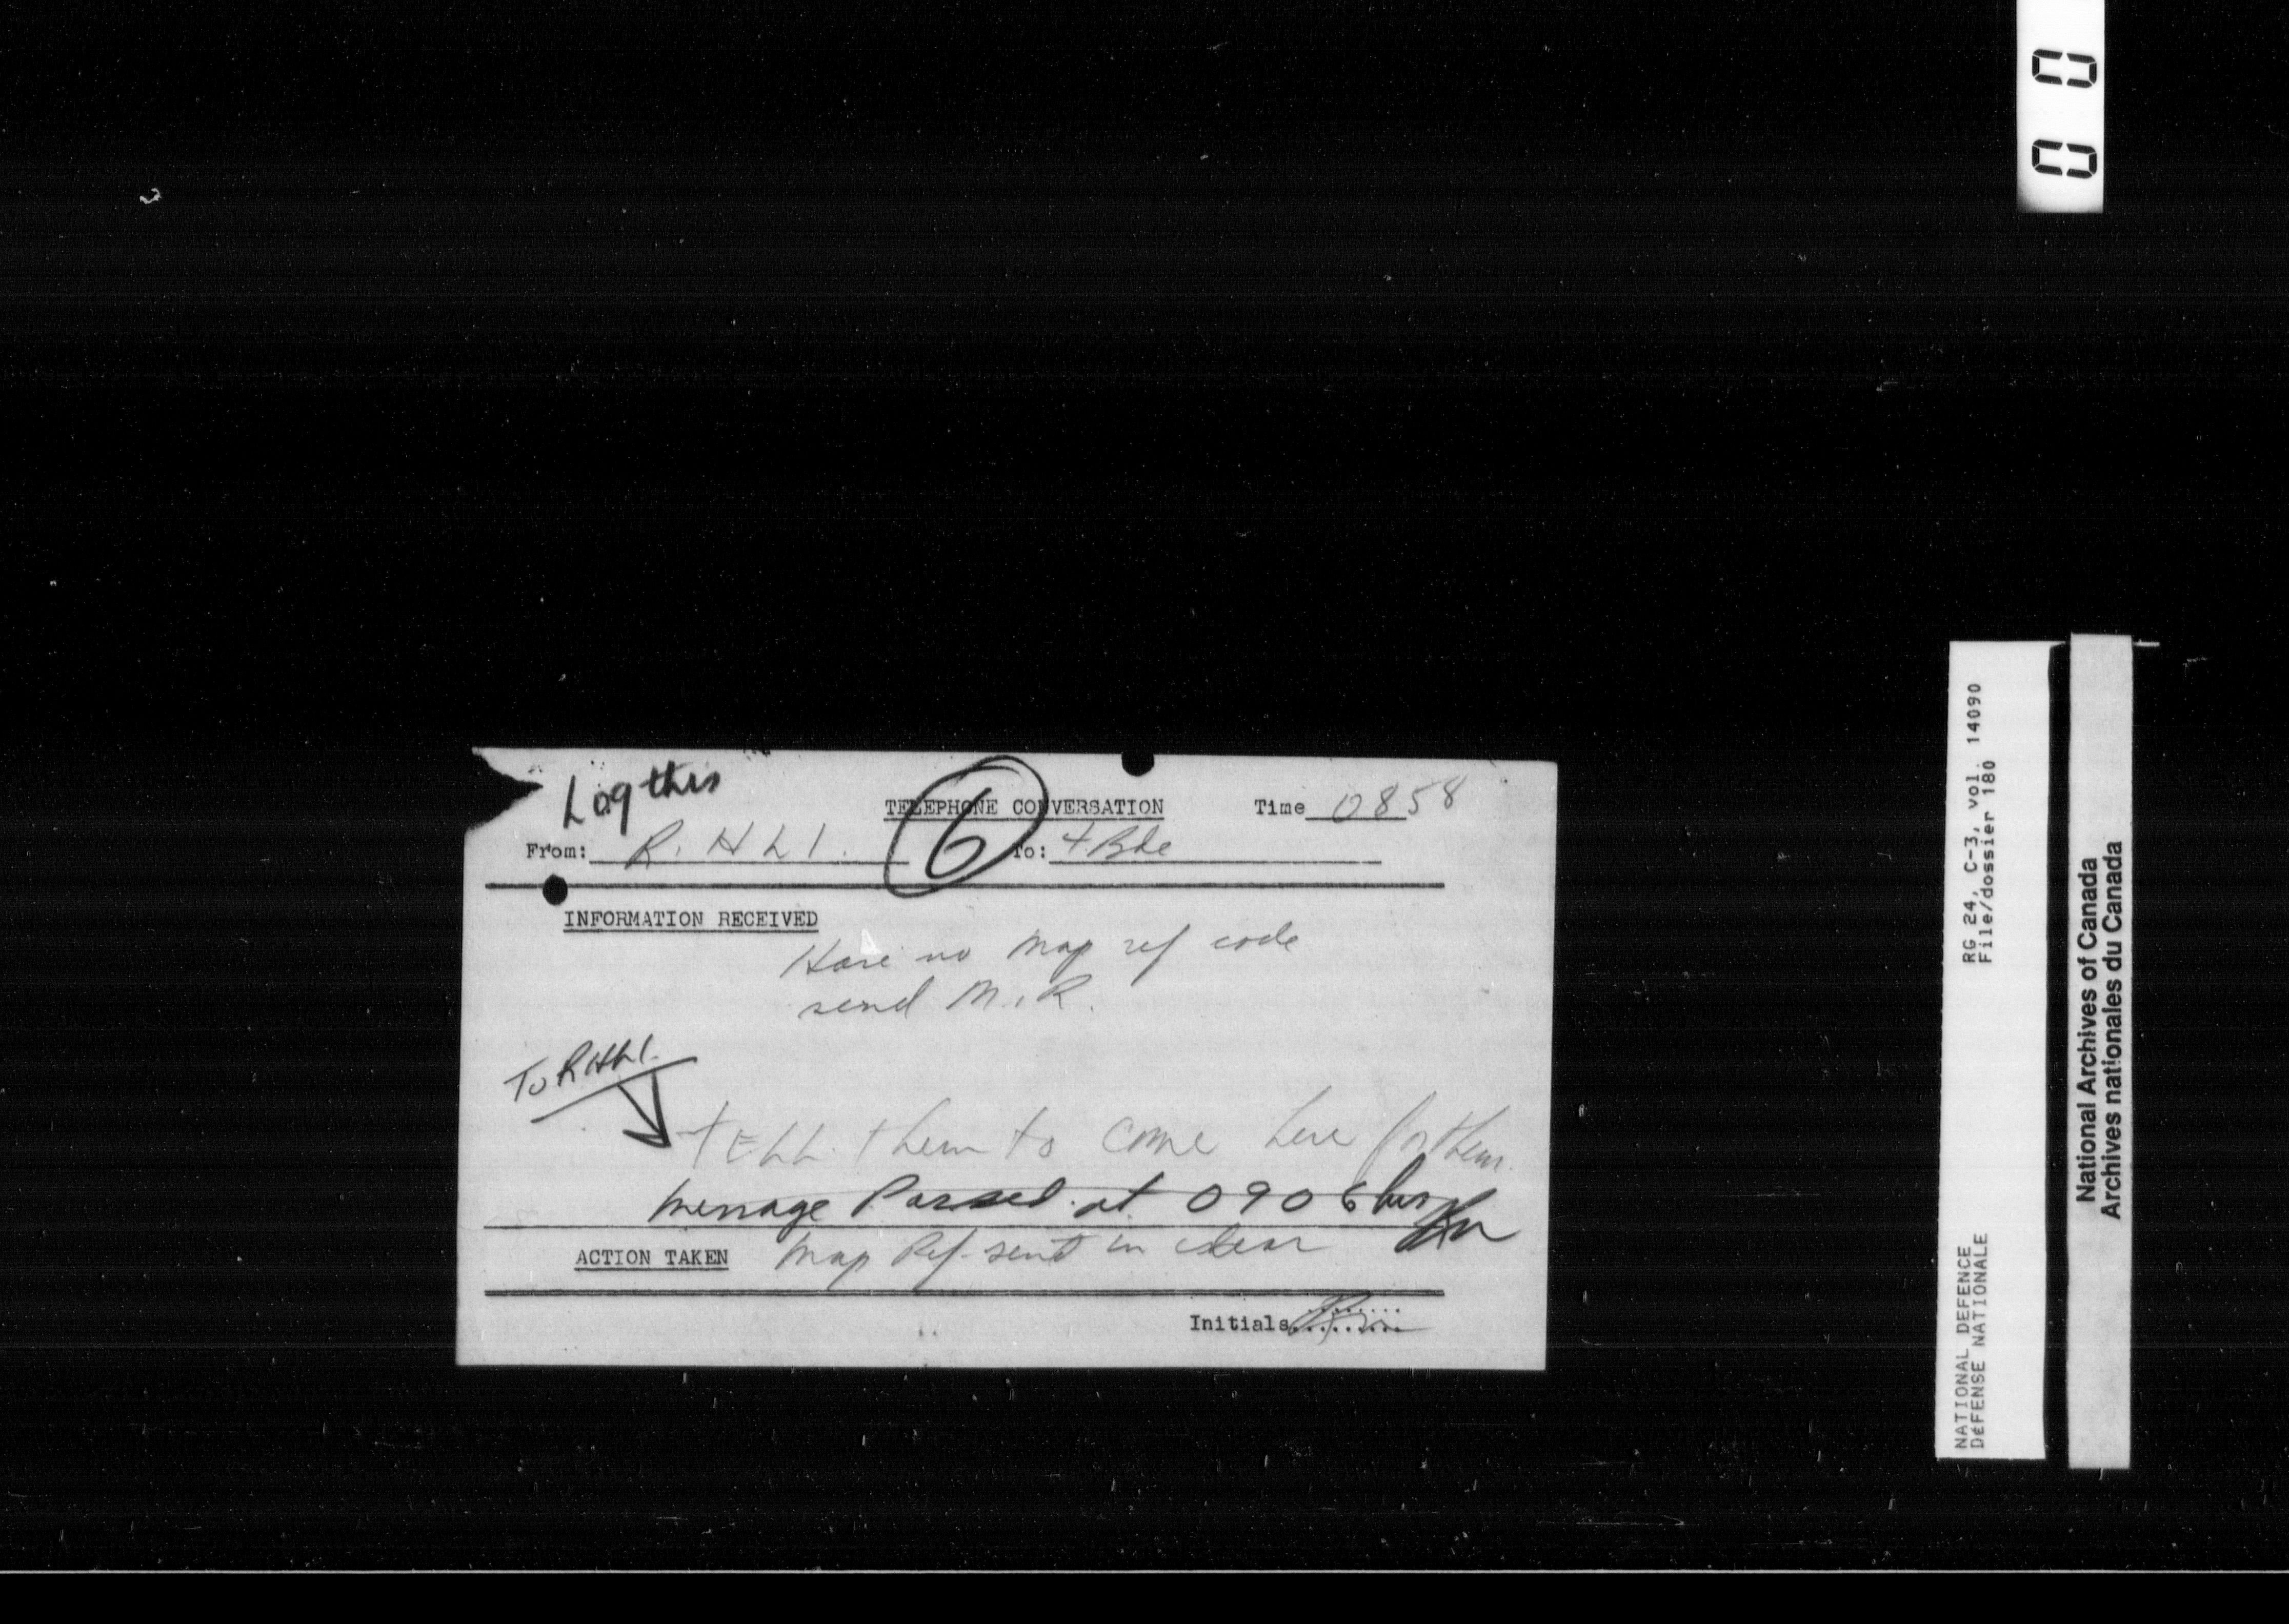 Log this
TELEPHONE CONVERSATION Time 0858
6
From: R.H.L.I. To: 4 Bde
INFORMATION RECEIVED
Have no map ref code
send M.R.
To RHLI.
tELL them to come here for them.
message Passed at 0906 hrs
ACTION TAKEN Map Ref. sent in clear
Initials
0 0
RG 24, C-3, vol. 14090
File/dossier 180
NATIONAL DEFENCE
DÉFENSE NATIONALE
National Archives of Canada
Archives nationales du Canada